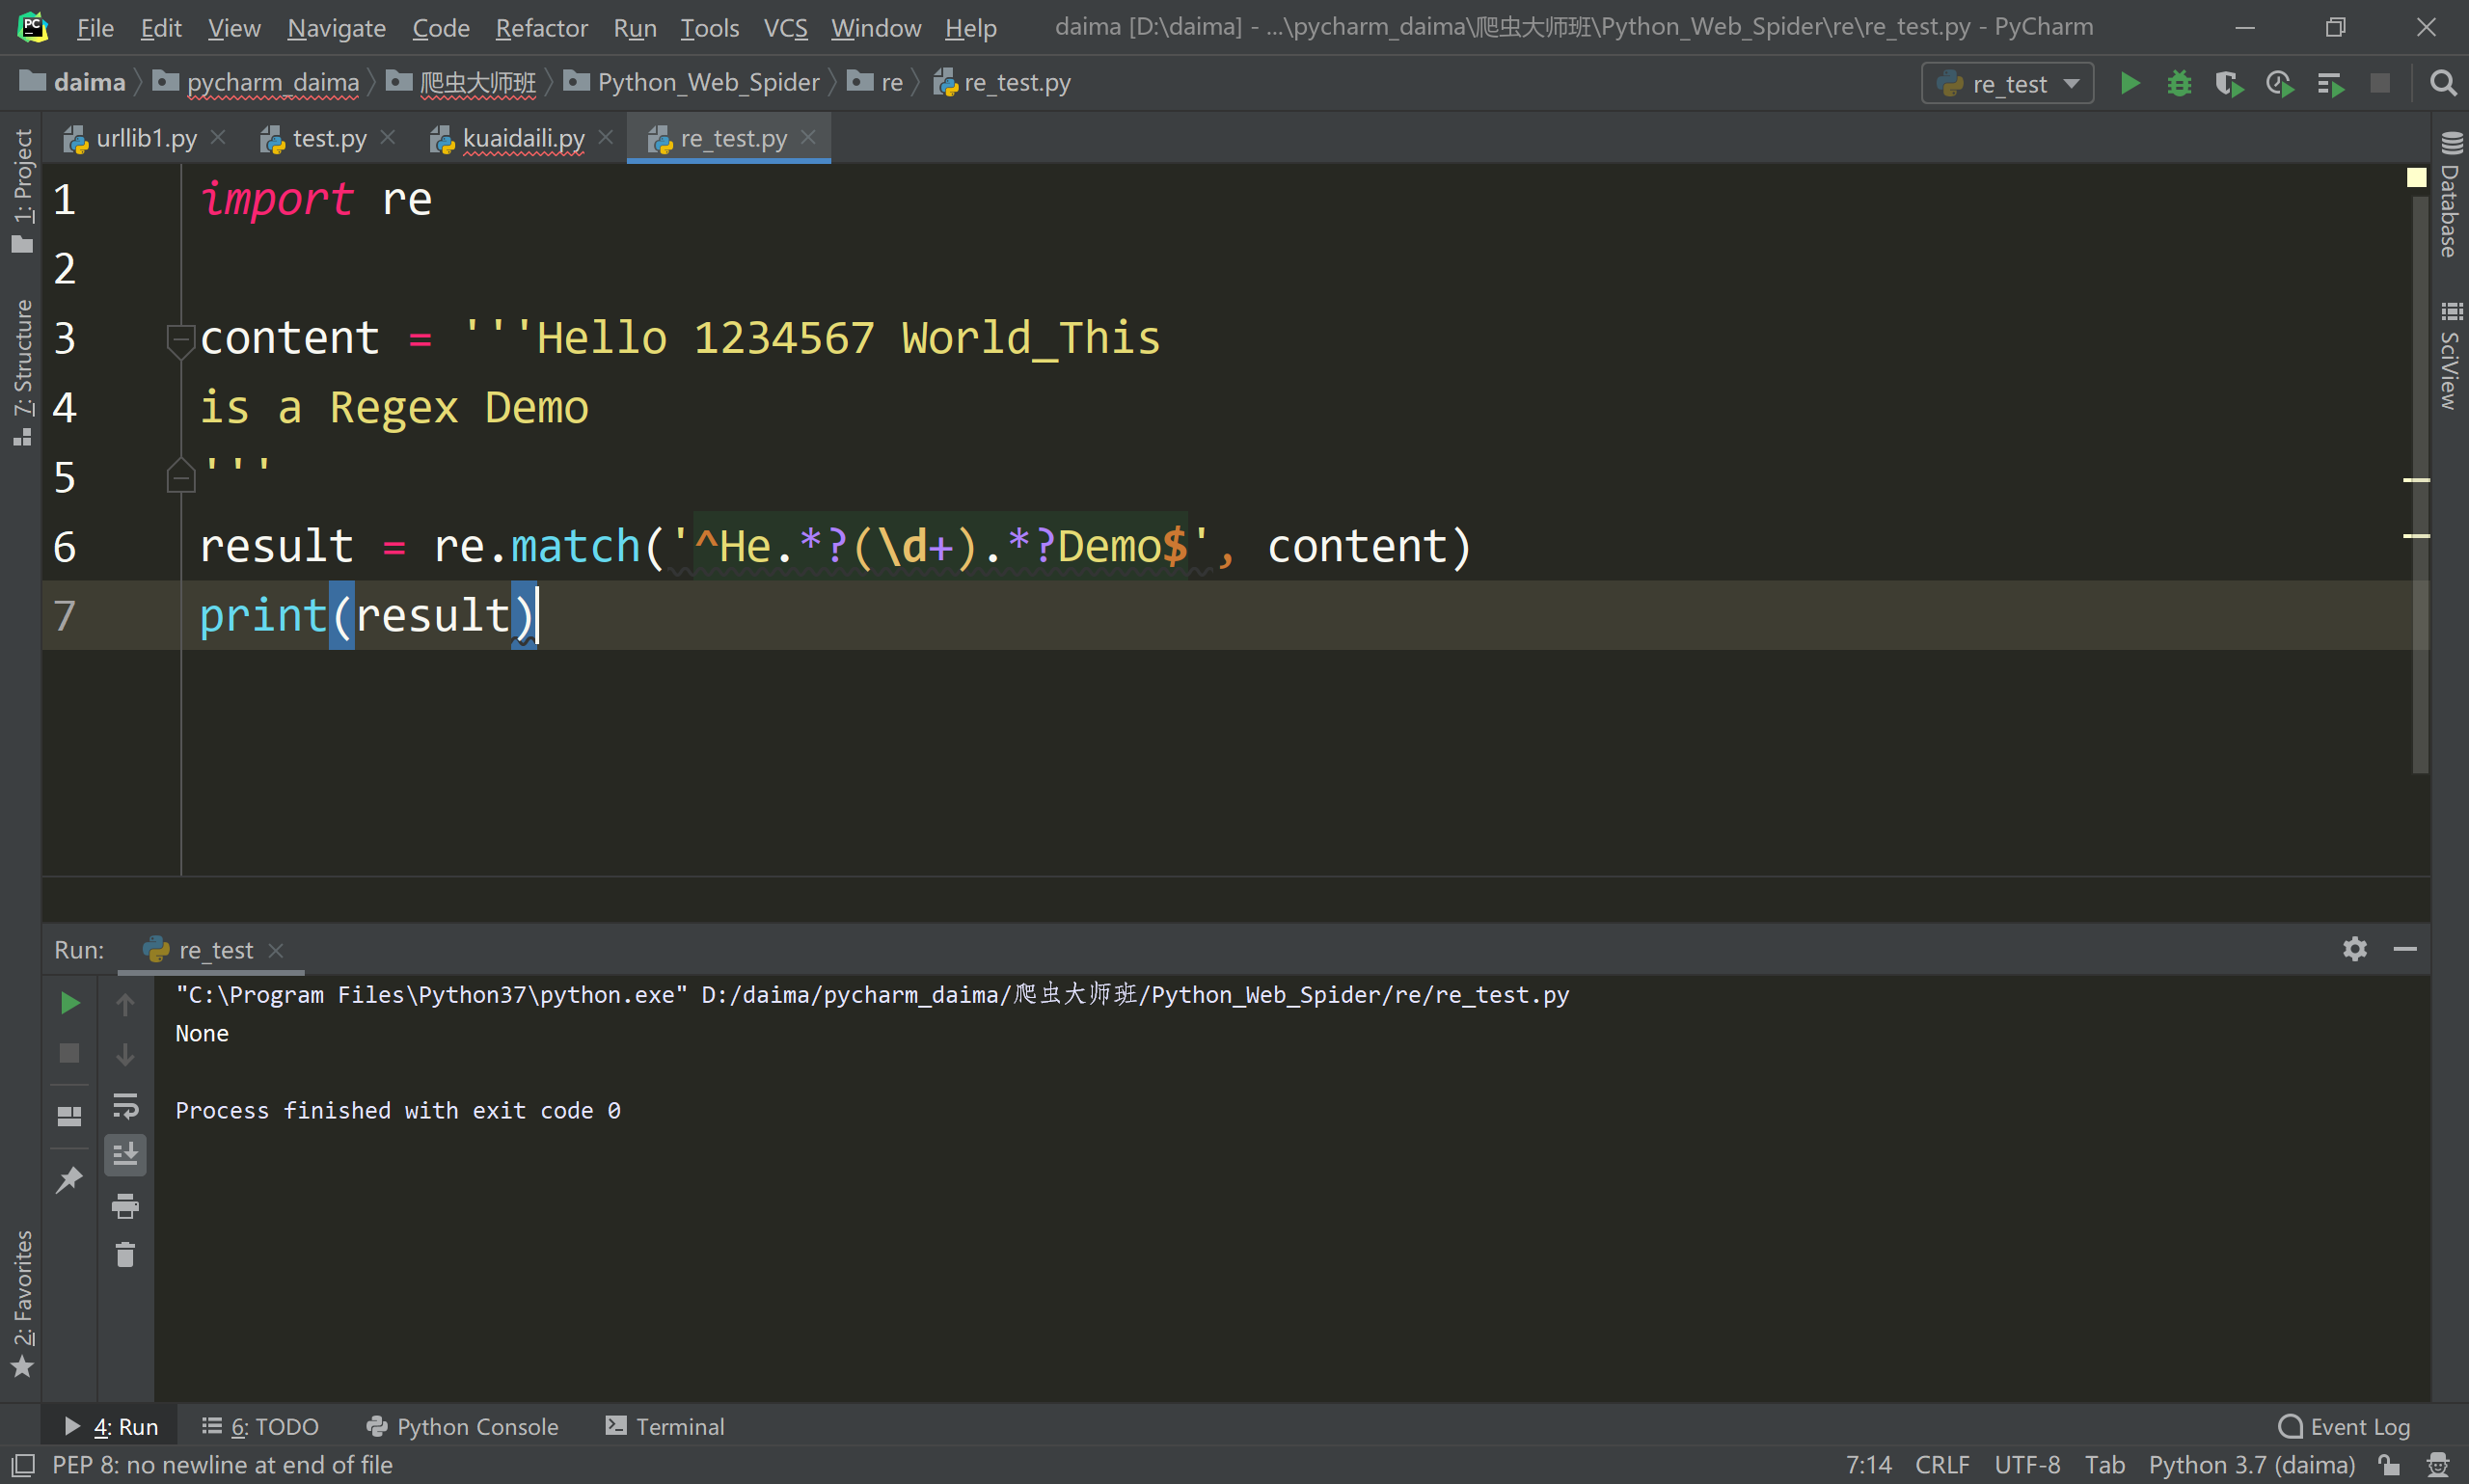 PC File Edit View Navigate Code Refactor Run Tools VCS Window Help daima [D:\daima] - ...\pycharm_daima\爬虫大师班\Python_Web_Spider\re\re_test.py - PyCharm
daima pycharm_daima 爬虫大师班 Python_Web_Spider re re_test.py re_test
urllib1.py test.py kuaidaili.py re_test.py
1: Project
7: Structure
2: Favorites
Database
SciView
1 import re
2
3 content = '''Hello 1234567 World_This
4 is a Regex Demo
5 '''
6 result = re.match('^He.*?(\d+).*?Demo$', content)
7 print(result)
Run: re_test
"C:\Program Files\Python37\python.exe" D:/daima/pycharm_daima/爬虫大师班/Python_Web_Spider/re/re_test.py
None
Process finished with exit code 0
4: Run 6: TODO Python Console Terminal Event Log
PEP 8: no newline at end of file 7:14 CRLF UTF-8 Tab Python 3.7 (daima)